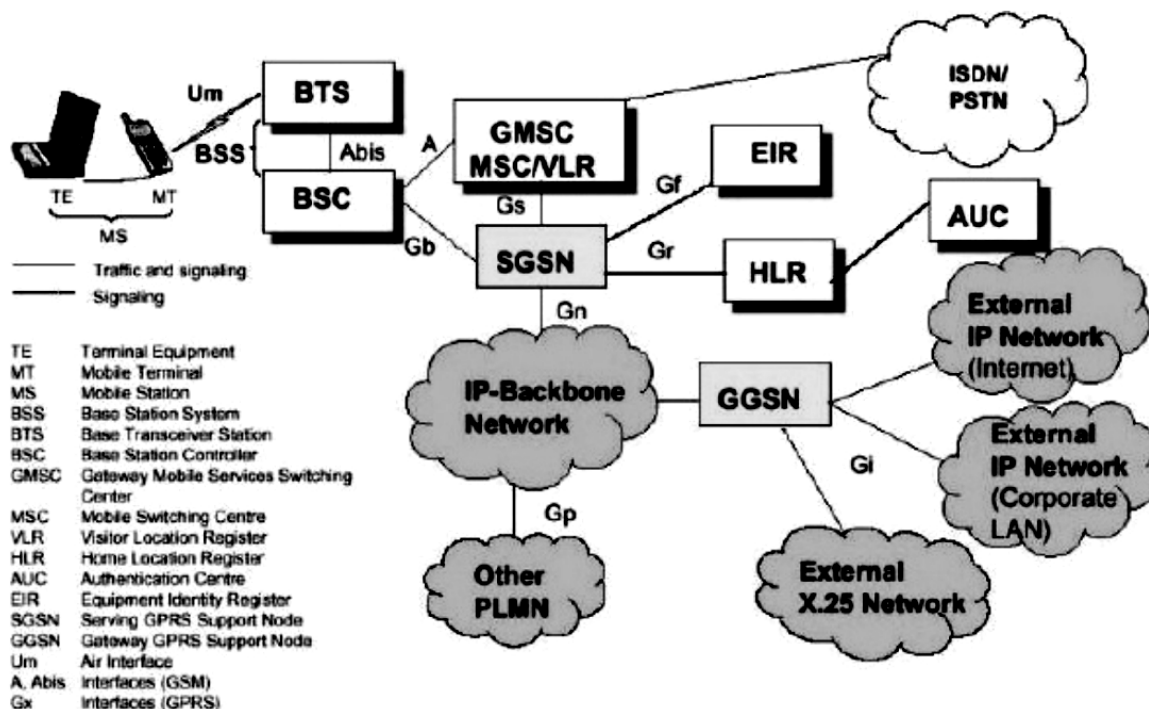 Um
BTS
BSS
Abis
BSC
TE
MT
MS
A
Gb
GMSC
MSC/VLR
Gs
SGSN
Gn
Gf
EIR
Gr
HLR
AUC
ISDN/
PSTN
IP-Backbone
Network
GGSN
Gi
Gp
Other
PLMN
External
IP Network
(Internet)
External
IP Network
(Corporate
LAN)
External
X.25 Network
Traffic and signaling
Signaling
TE Terminal Equipment
MT Mobile Terminal
MS Mobile Station
BSS Base Station System
BTS Base Transceiver Station
BSC Base Station Controller
GMSC Gateway Mobile Services Switching
Center
MSC Mobile Switching Centre
VLR Visitor Location Register
HLR Home Location Register
AUC Authentication Centre
EIR Equipment Identity Register
SGSN Serving GPRS Support Node
GGSN Gateway GPRS Support Node
Um Air Interface
A, Abis Interfaces (GSM)
Gx Interfaces (GPRS)